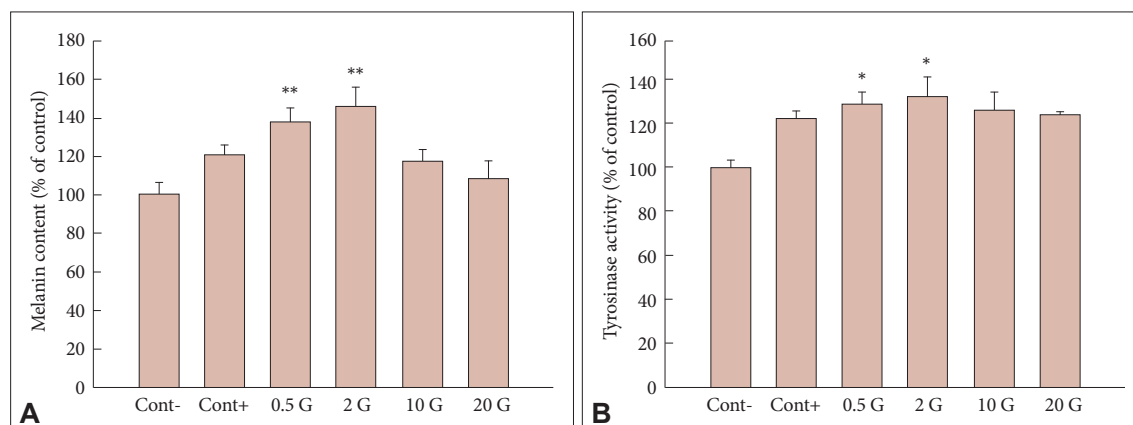 Melanin content (% of control)
180
160
140
120
100
80
60
40
20
0
**
**
Cont-
Cont+
0.5 G
2 G
10 G
20 G
A
Tyrosinase activity (% of control)
160
140
120
100
80
60
40
20
0
*
*
Cont-
Cont+
0.5 G
2 G
10 G
20 G
B